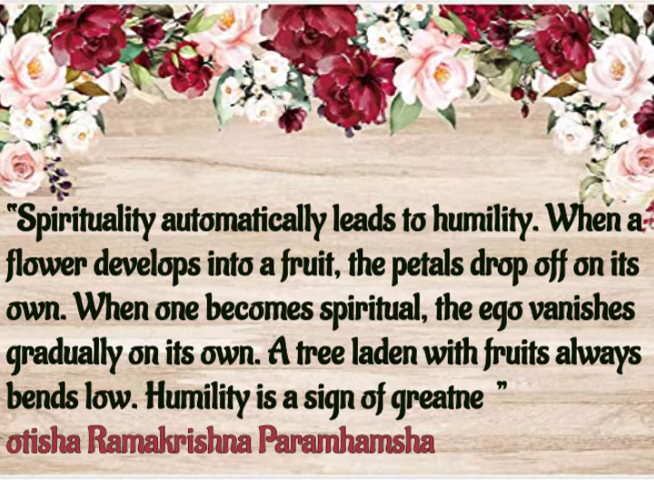 “Spirituality automatically leads to humility. When a
flower develops into a fruit, the petals drop off on its
own. When one becomes spiritual, the ego vanishes
gradually on its own. A tree laden with fruits always
bends low. Humility is a sign of greatne ”
otisha Ramakrishna Paramhamsha